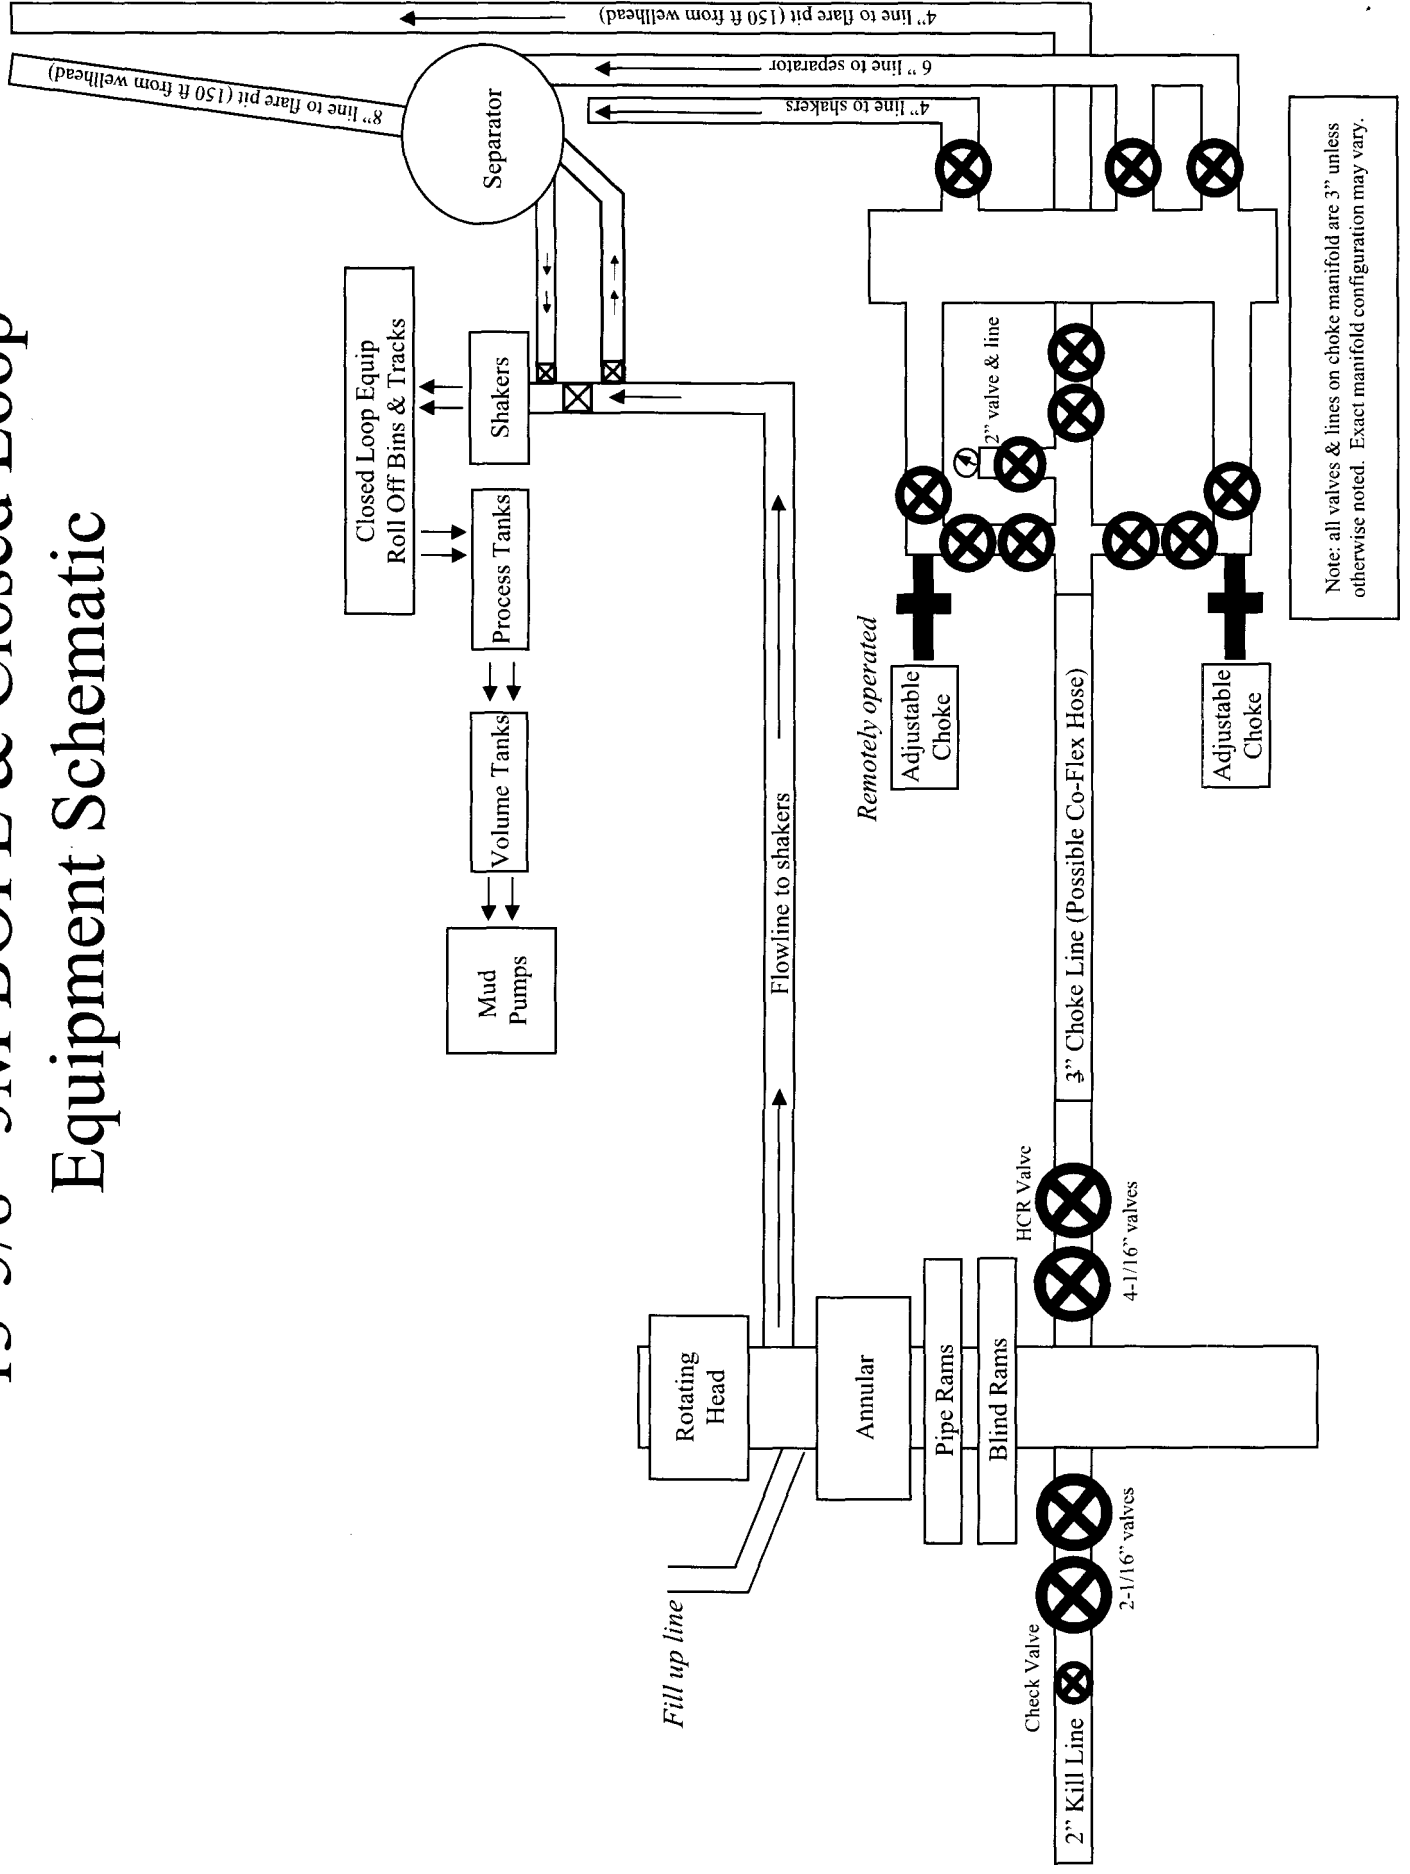 BOPE & Closed Loop
Equipment Schematic
4” line to flare pit (150 ft from wellhead)
8” line to flare pit (150 ft from wellhead)
Closed Loop Equip
Roll Off Bins & Tracks
Separator
Mud
Pumps
Volume Tanks
Process Tanks
Shakers
6” line to separator
4” line to shakers
Fill up line
Rotating
Head
Flowline to shakers
Annular
Remotely operated
Adjustable
Choke
Pipe Rams
Blind Rams
2” valve & line
Check Valve
HCR Valve
2” Kill Line
3” Choke Line (Possible Co-Flex Hose)
2-1/16” valves
4-1/16” valves
Adjustable
Choke
Note: all valves & lines on choke manifold are 3” unless
otherwise noted. Exact manifold configuration may vary.